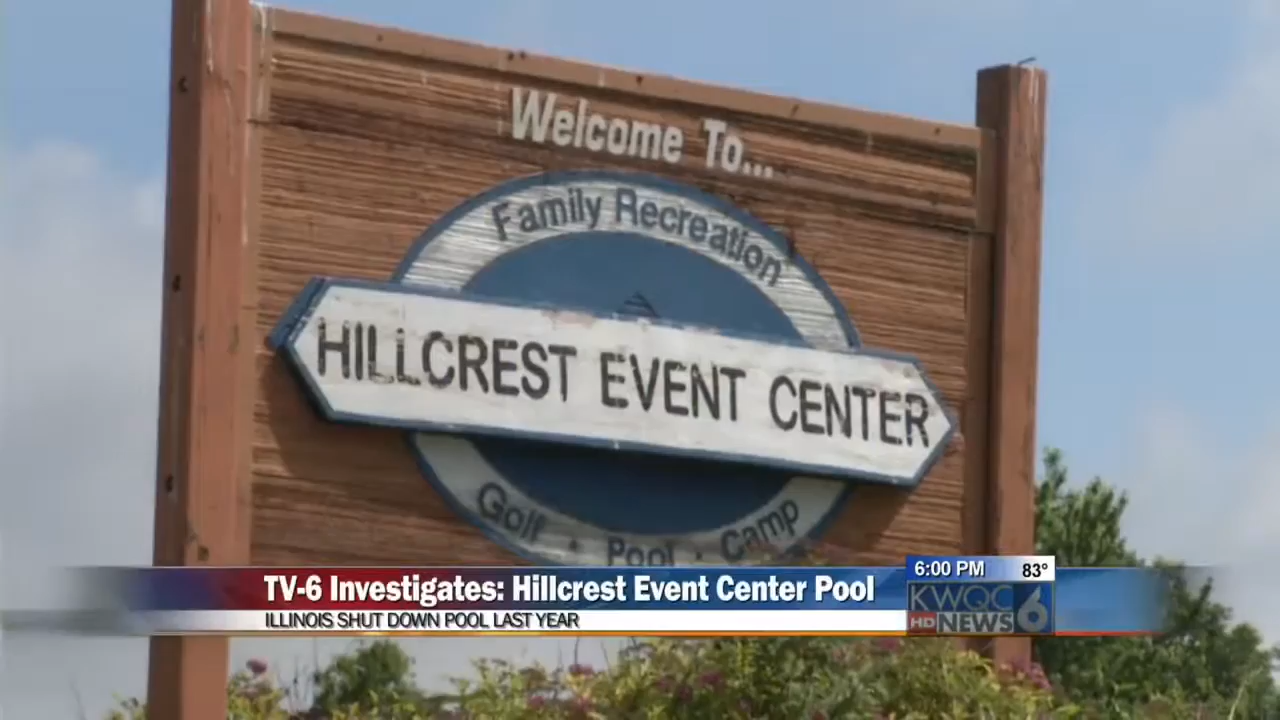 Welcome To...
Family Recreation
HILLCREST EVENT CENTER
Golf • Pool • Camp
TV-6 Investigates: Hillcrest Event Center Pool
ILLINOIS SHUT DOWN POOL LAST YEAR
6:00 PM 83°
KWQC 6
HD NEWS